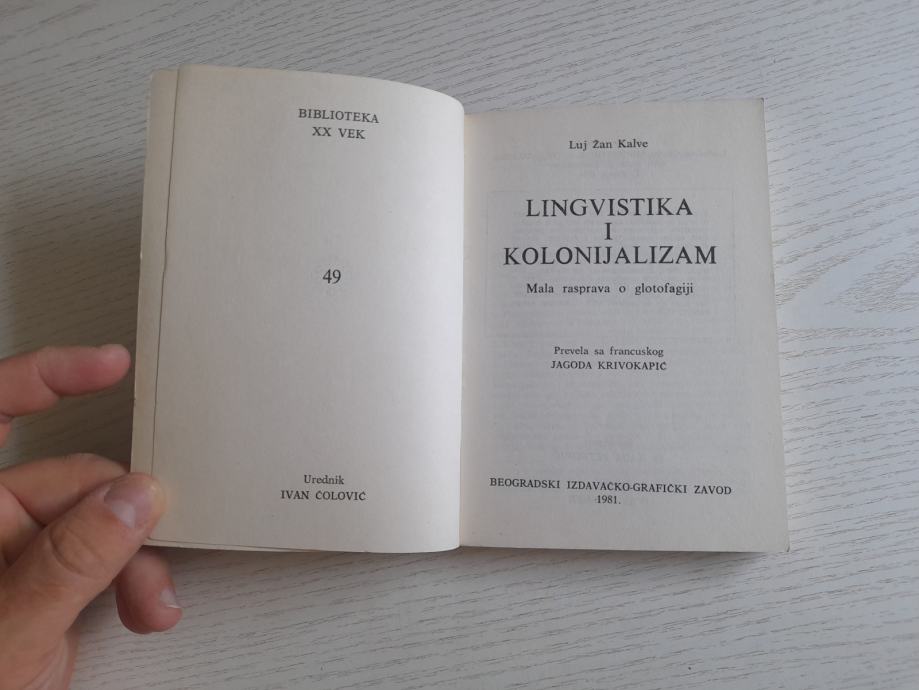 BIBLIOTEKA
XX VEK
49
Urednik
IVAN ČOLOVIĆ
Luj Žan Kalve
LINGVISTIKA
I
KOLONIJALIZAM
Mala rasprava o glotofagiji
Prevela sa francuskog
JAGODA KRIVOKAPIĆ
BEOGRADSKI IZDAVAČKO-GRAFIČKI ZAVOD
1981.